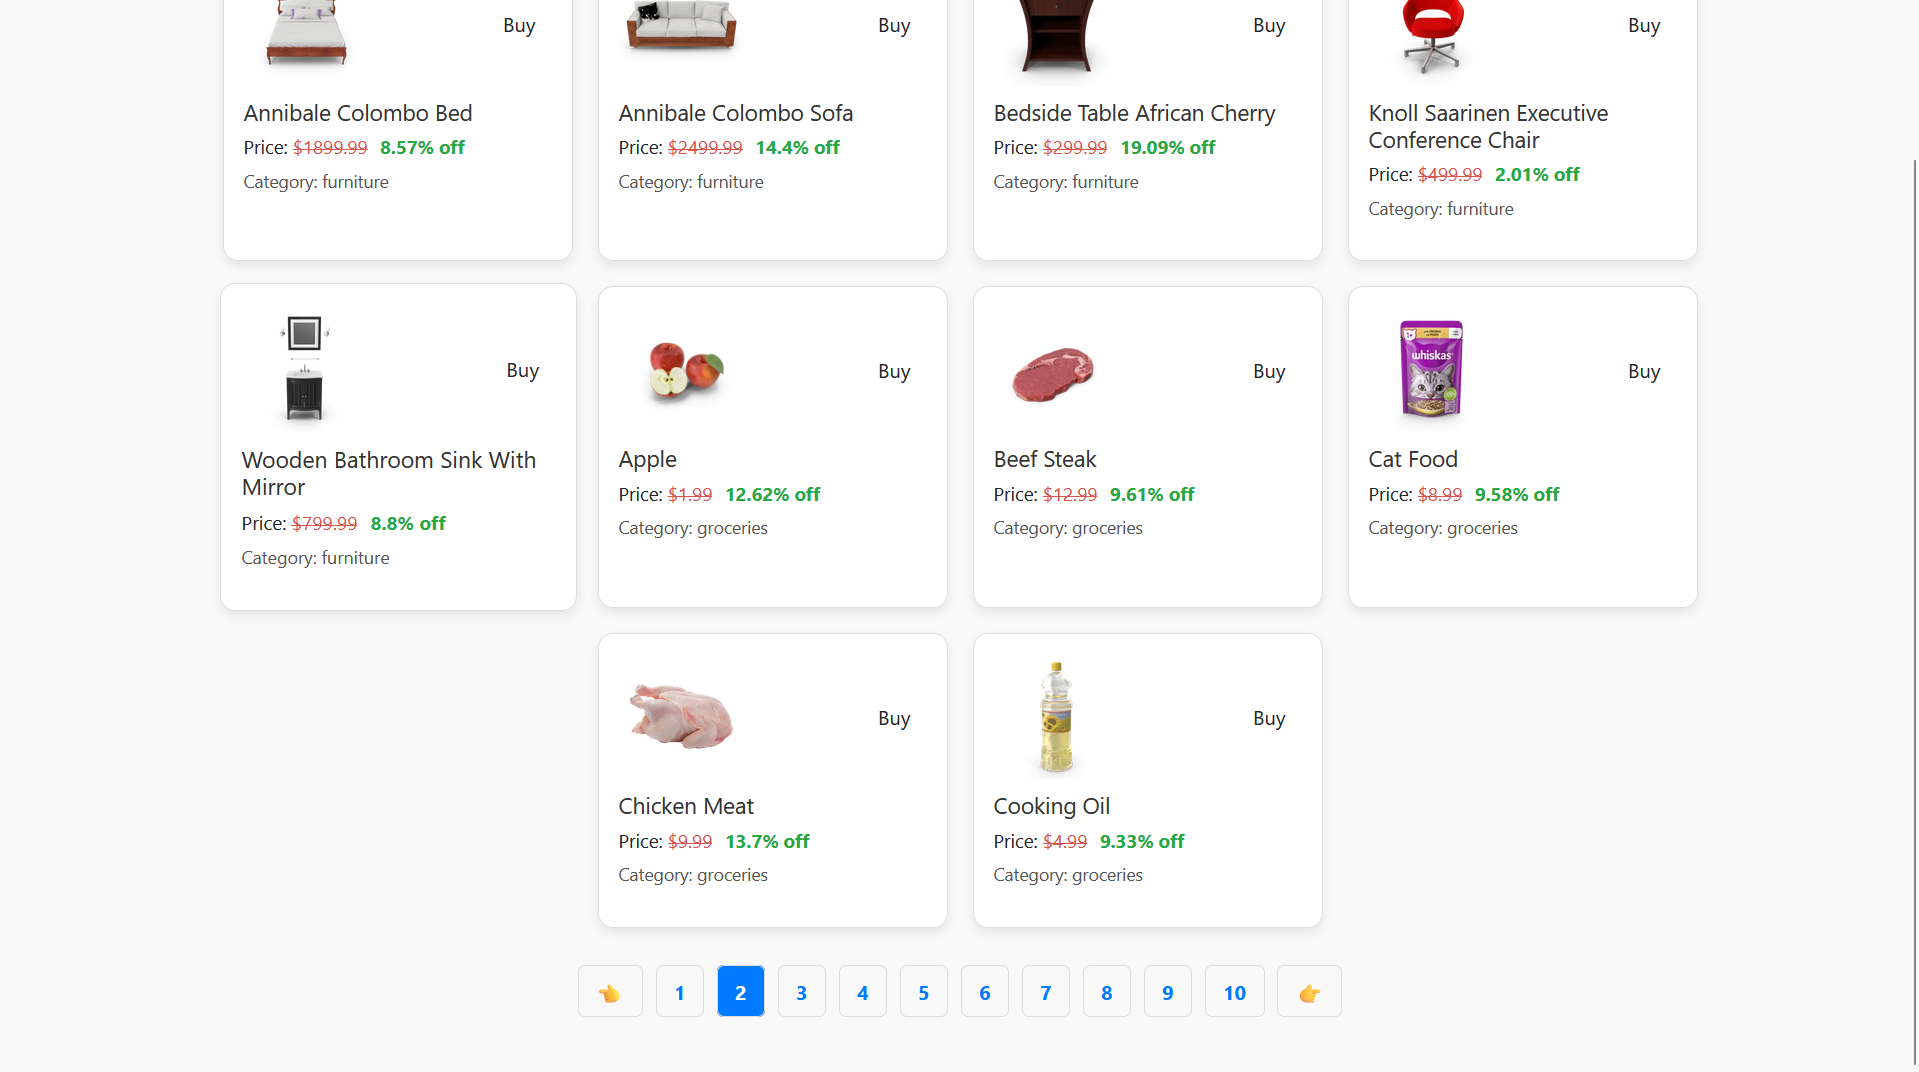 Buy
Annibale Colombo Bed
Price: $1899.99 8.57% off
Category: furniture
Buy
Annibale Colombo Sofa
Price: $2499.99 14.4% off
Category: furniture
Buy
Bedside Table African Cherry
Price: $299.99 19.09% off
Category: furniture
Buy
Knoll Saarinen Executive
Conference Chair
Price: $499.99 2.01% off
Category: furniture
Buy
Wooden Bathroom Sink With
Mirror
Price: $799.99 8.8% off
Category: furniture
Buy
Apple
Price: $1.99 12.62% off
Category: groceries
Buy
Beef Steak
Price: $12.99 9.61% off
Category: groceries
1+
whiskas
Buy
Cat Food
Price: $8.99 9.58% off
Category: groceries
Buy
Chicken Meat
Price: $9.99 13.7% off
Category: groceries
Buy
Cooking Oil
Price: $4.99 9.33% off
Category: groceries
👈 1 2 3 4 5 6 7 8 9 10 👉